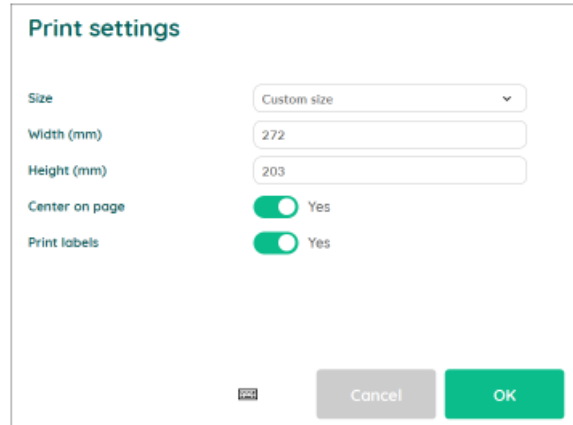 Print settings
Size Custom size
Width (mm) 272
Height (mm) 203
Center on page Yes
Print labels Yes
Cancel OK